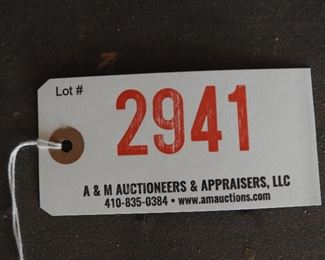 Lot #
2941
A & M AUCTIONEERS & APPRAISERS, LLC
410-835-0384 • www.amauctions.com